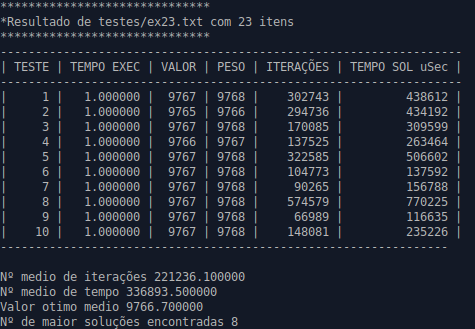 ******************************
*Resultado de testes/ex23.txt com 23 itens
******************************
------------------------------------------------------------------
| TESTE | TEMPO EXEC | VALOR | PESO | ITERAÇÕES | TEMPO SOL uSec |
------------------------------------------------------------------
| 1 | 1.000000 | 9767 | 9768 | 302743 | 438612 |
| 2 | 1.000000 | 9765 | 9766 | 294736 | 434192 |
| 3 | 1.000000 | 9767 | 9768 | 170085 | 309599 |
| 4 | 1.000000 | 9766 | 9767 | 137525 | 263464 |
| 5 | 1.000000 | 9767 | 9768 | 322585 | 506602 |
| 6 | 1.000000 | 9767 | 9768 | 104773 | 137592 |
| 7 | 1.000000 | 9767 | 9768 | 90265 | 156788 |
| 8 | 1.000000 | 9767 | 9768 | 574579 | 770225 |
| 9 | 1.000000 | 9767 | 9768 | 66989 | 116635 |
| 10 | 1.000000 | 9767 | 9768 | 148081 | 235226 |
----------------------------------------------------------------
Nº medio de iterações 221236.100000
Nº medio de tempo 336893.500000
Valor otimo medio 9766.700000
Nº de maior soluções encontradas 8